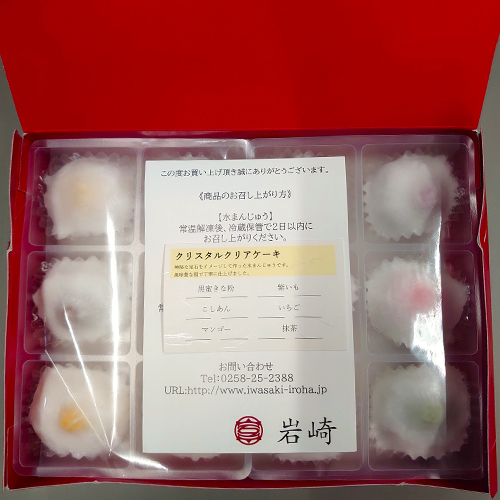 この度お買い上げ頂き誠にありがとうございます。
《商品のお召し上がり方》
【水まんじゅう】
常温解凍後、冷蔵保管で2日以内に
お召し上がりください。
クリスタルクリアケーキ
黒蜜きな粉 紫いも
こしあん いちご
マンゴー 抹茶
お問い合わせ
Tel:0258-25-2388
URL:http://www.iwasaki-iroha.jp/
岩崎